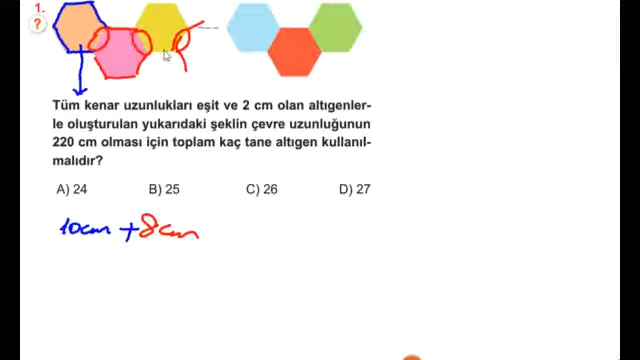 1.
?
Tüm kenar uzunlukları eşit ve 2 cm olan altıgenler-
le oluşturulan yukarıdaki şeklin çevre uzunluğunun
220 cm olması için toplam kaç tane altıgen kullanıl-
malıdır?
A) 24 B) 25 C) 26 D) 27
10cm + 8cm